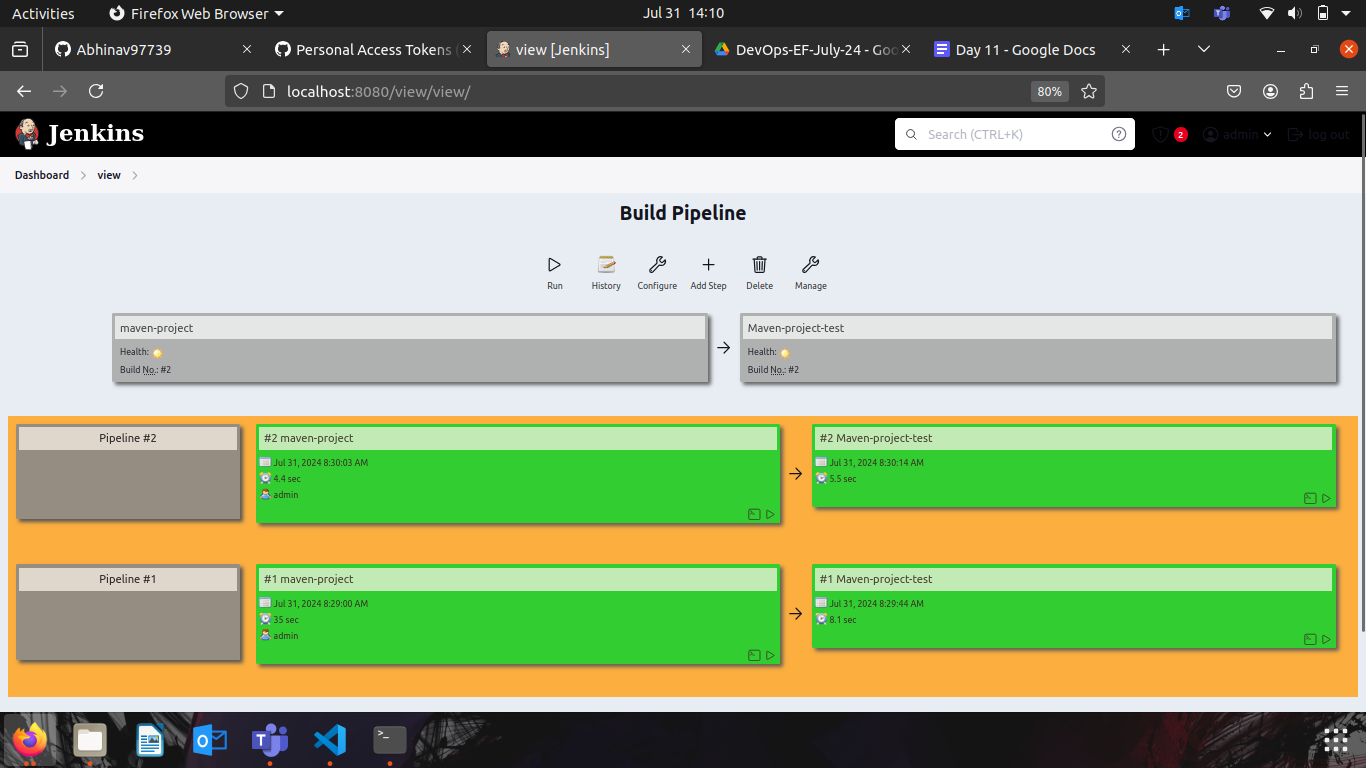 Activities
Firefox Web Browser
Jul 31 14:10
Abhinav97739
Personal Access Tokens (
view [Jenkins]
DevOps-EF-July-24 - Goo
Day 11 - Google Docs
localhost:8080/view/view/
80%
Jenkins
Search (CTRL+K)
2
admin
log out
Dashboard
view
Build Pipeline
Run
History
Configure
Add Step
Delete
Manage
maven-project
Health:
Build No.: #2
Maven-project-test
Health:
Build No.: #2
Pipeline #2
#2 maven-project
Jul 31, 2024 8:30:03 AM
4.4 sec
admin
#2 Maven-project-test
Jul 31, 2024 8:30:14 AM
5.5 sec
Pipeline #1
#1 maven-project
Jul 31, 2024 8:29:00 AM
35 sec
admin
#1 Maven-project-test
Jul 31, 2024 8:29:44 AM
8.1 sec